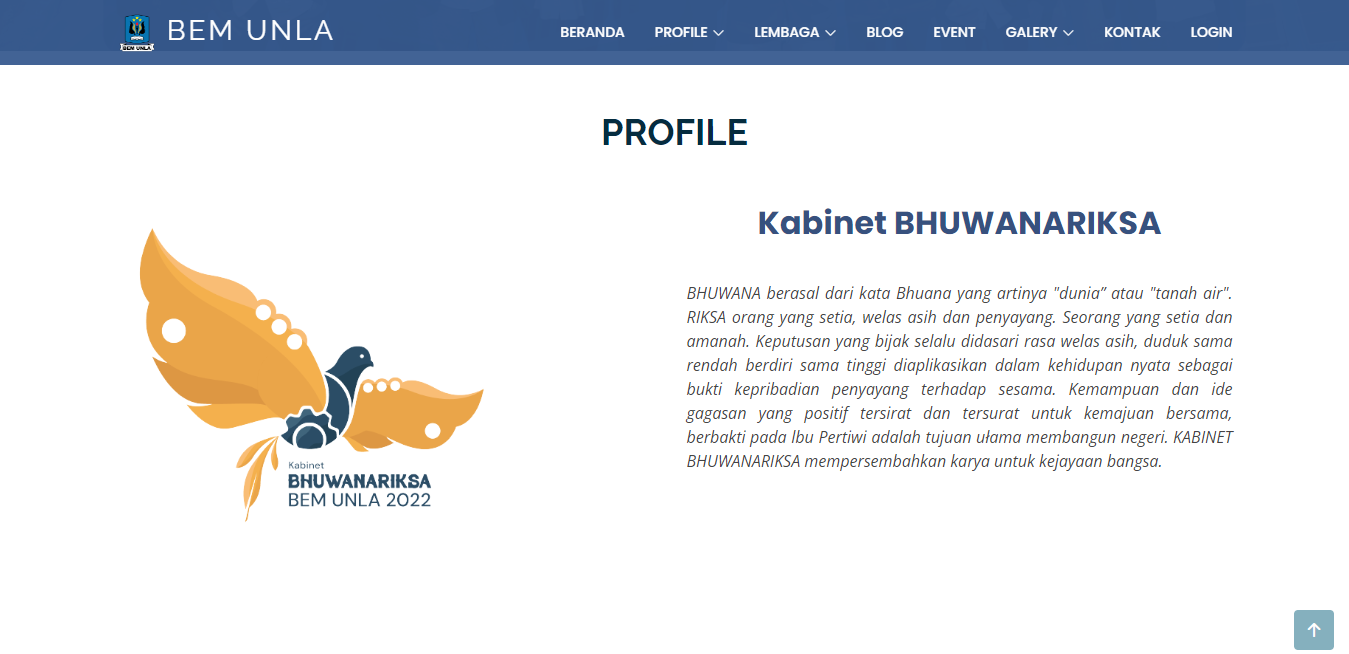 BEM UNLA
BEM UNLA
BERANDA
PROFILE
LEMBAGA
BLOG
EVENT
GALERY
KONTAK
LOGIN
PROFILE
Kabinet
BHUWANARIKSA
BEM UNLA 2022
Kabinet BHUWANARIKSA
BHUWANA berasal dari kata Bhuana yang artinya "dunia” atau "tanah air".
RIKSA orang yang setia, welas asih dan penyayang. Seorang yang setia dan
amanah. Keputusan yang bijak selalu didasari rasa welas asih, duduk sama
rendah berdiri sama tinggi diaplikasikan dalam kehidupan nyata sebagai
bukti kepribadian penyayang terhadap sesama. Kemampuan dan ide
gagasan yang positif tersirat dan tersurat untuk kemajuan bersama,
berbakti pada lbu Pertiwi adalah tujuan ułama membangun negeri. KABINET
BHUWANARIKSA mempersembahkan karya untuk kejayaan bangsa.